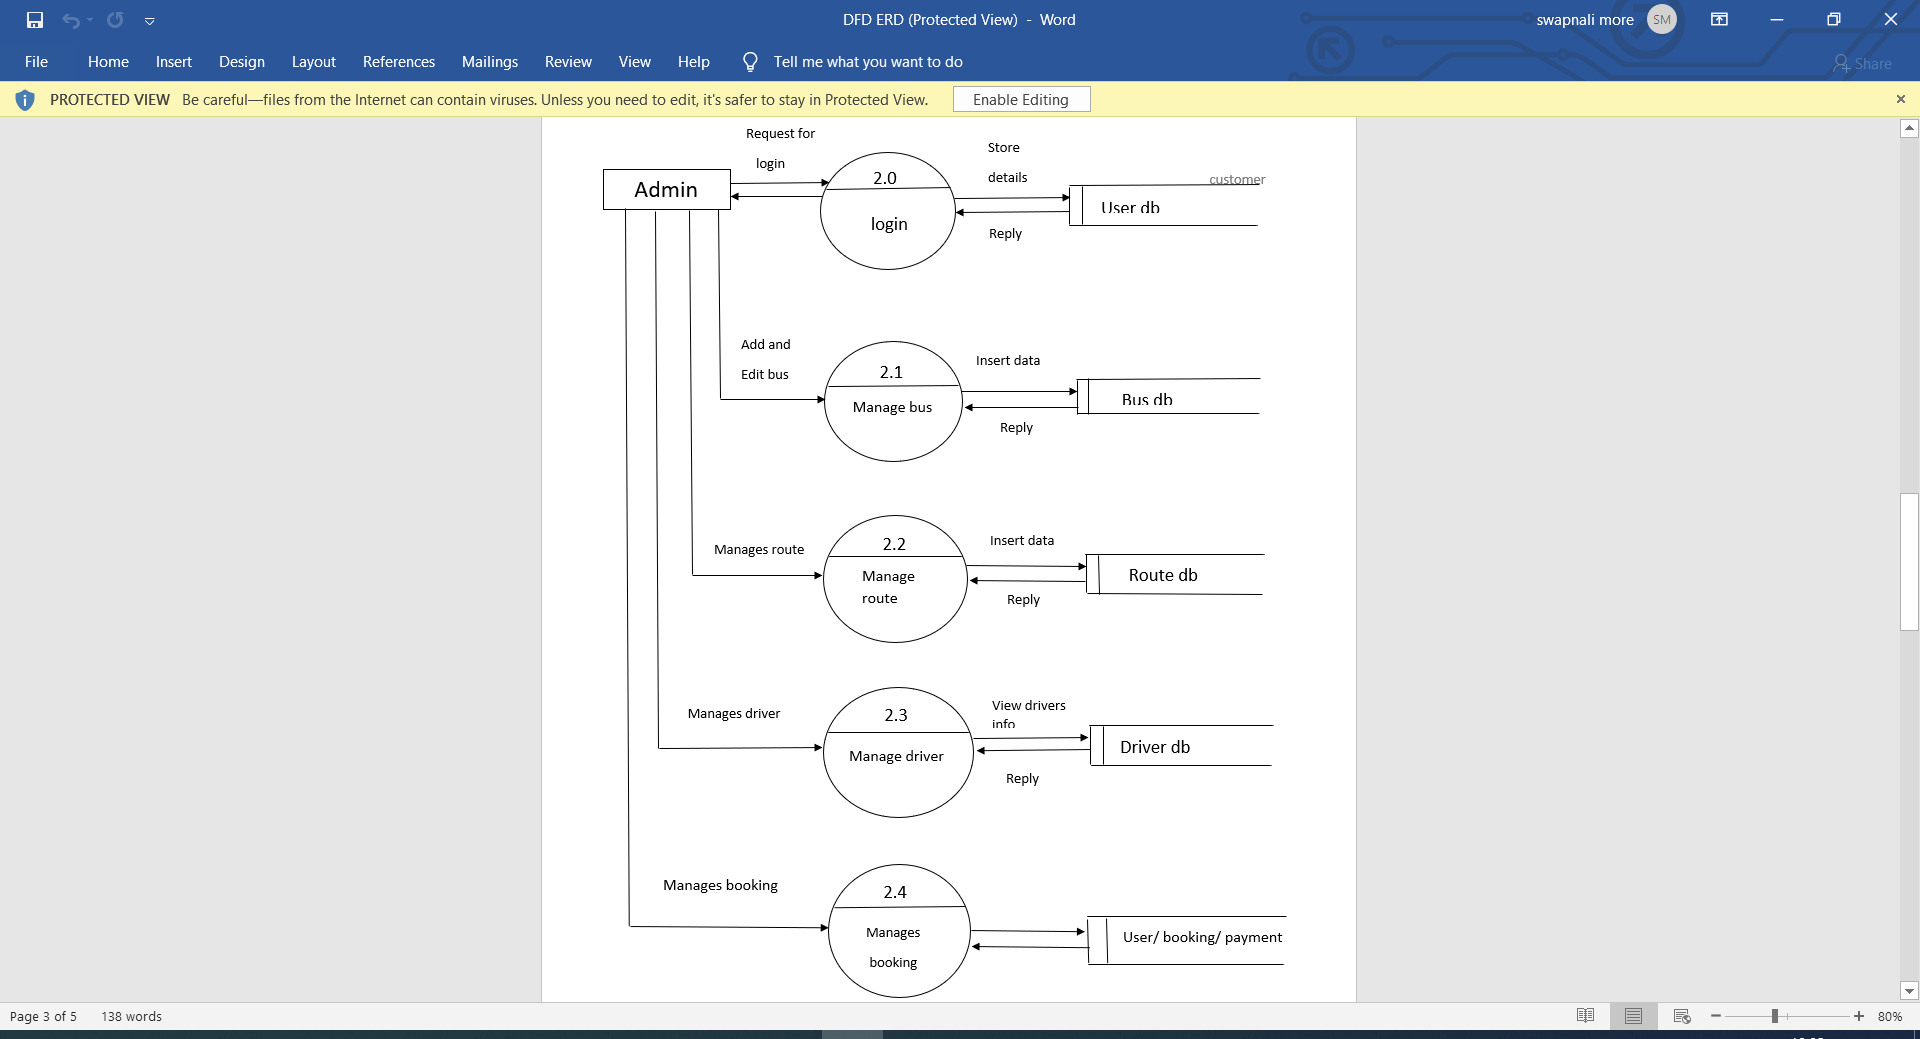 DFD ERD (Protected View) - Word
swapnali more
SM
File Home Insert Design Layout References Mailings Review View Help Tell me what you want to do
Share
PROTECTED VIEW Be careful—files from the Internet can contain viruses. Unless you need to edit, it's safer to stay in Protected View. Enable Editing
Request for
login
Store
details
customer
Admin
2.0
login
User db
Reply
Add and
Edit bus
2.1
Manage bus
Insert data
Bus db
Reply
Manages route
2.2
Manage
route
Insert data
Route db
Reply
Manages driver
2.3
Manage driver
View drivers
info
Driver db
Reply
Manages booking
2.4
Manages
booking
User/ booking/ payment
Page 3 of 5 138 words
80%